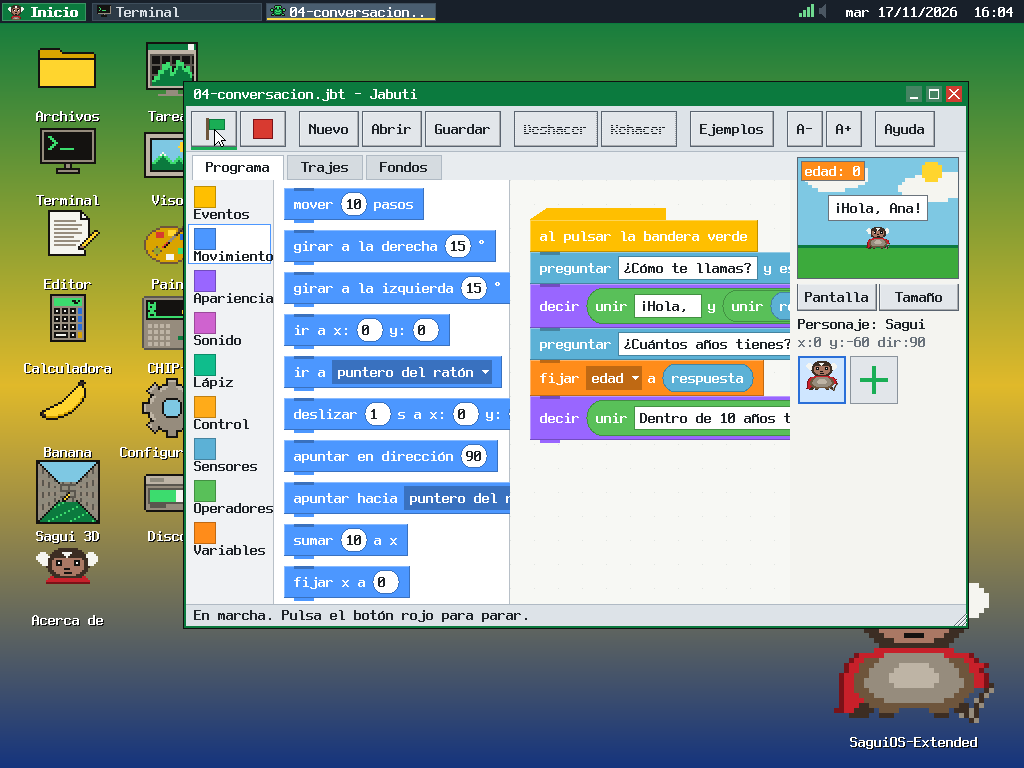 Inicio
Terminal
04-conversacion..
mar 17/11/2026 16:04
Archivos
Terminal
Editor
Calculadora
Banana
Configur
Sagui 3D
Acerca de
04-conversacion.jbt - Jabuti
Nuevo
Abrir
Guardar
Deshacer
Rehacer
Ejemplos
A-
A+
Ayuda
Programa
Trajes
Fondos
Eventos
Movimiento
Apariencia
Sonido
Lápiz
Control
Sensores
Operadores
Variables
mover 10 pasos
girar a la derecha 15 °
girar a la izquierda 15 °
ir a x: 0 y: 0
ir a puntero del ratón
deslizar 1 s a x: 0 y:
apuntar en dirección 90
apuntar hacia puntero del r
sumar 10 a x
fijar x a 0
al pulsar la bandera verde
preguntar ¿Cómo te llamas? y es
decir unir ¡Hola, y unir re
preguntar ¿Cuántos años tienes?
fijar edad a respuesta
decir unir Dentro de 10 años t
edad: 0
¡Hola, Ana!
Pantalla
Tamaño
Personaje: Sagui
x:0 y:-60 dir:90
En marcha. Pulsa el botón rojo para parar.
SaguiOS-Extended